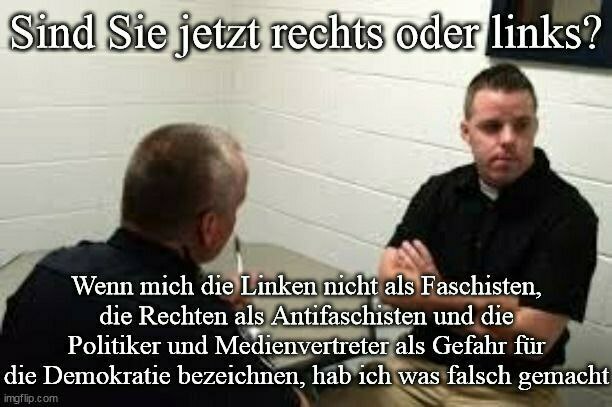 Sind Sie jetzt rechts oder links?
Wenn mich die Linken nicht als Faschisten,
die Rechten als Antifaschisten und die
Politiker und Medienvertreter als Gefahr für
die Demokratie bezeichnen, hab ich was falsch gemacht
imgflip.com